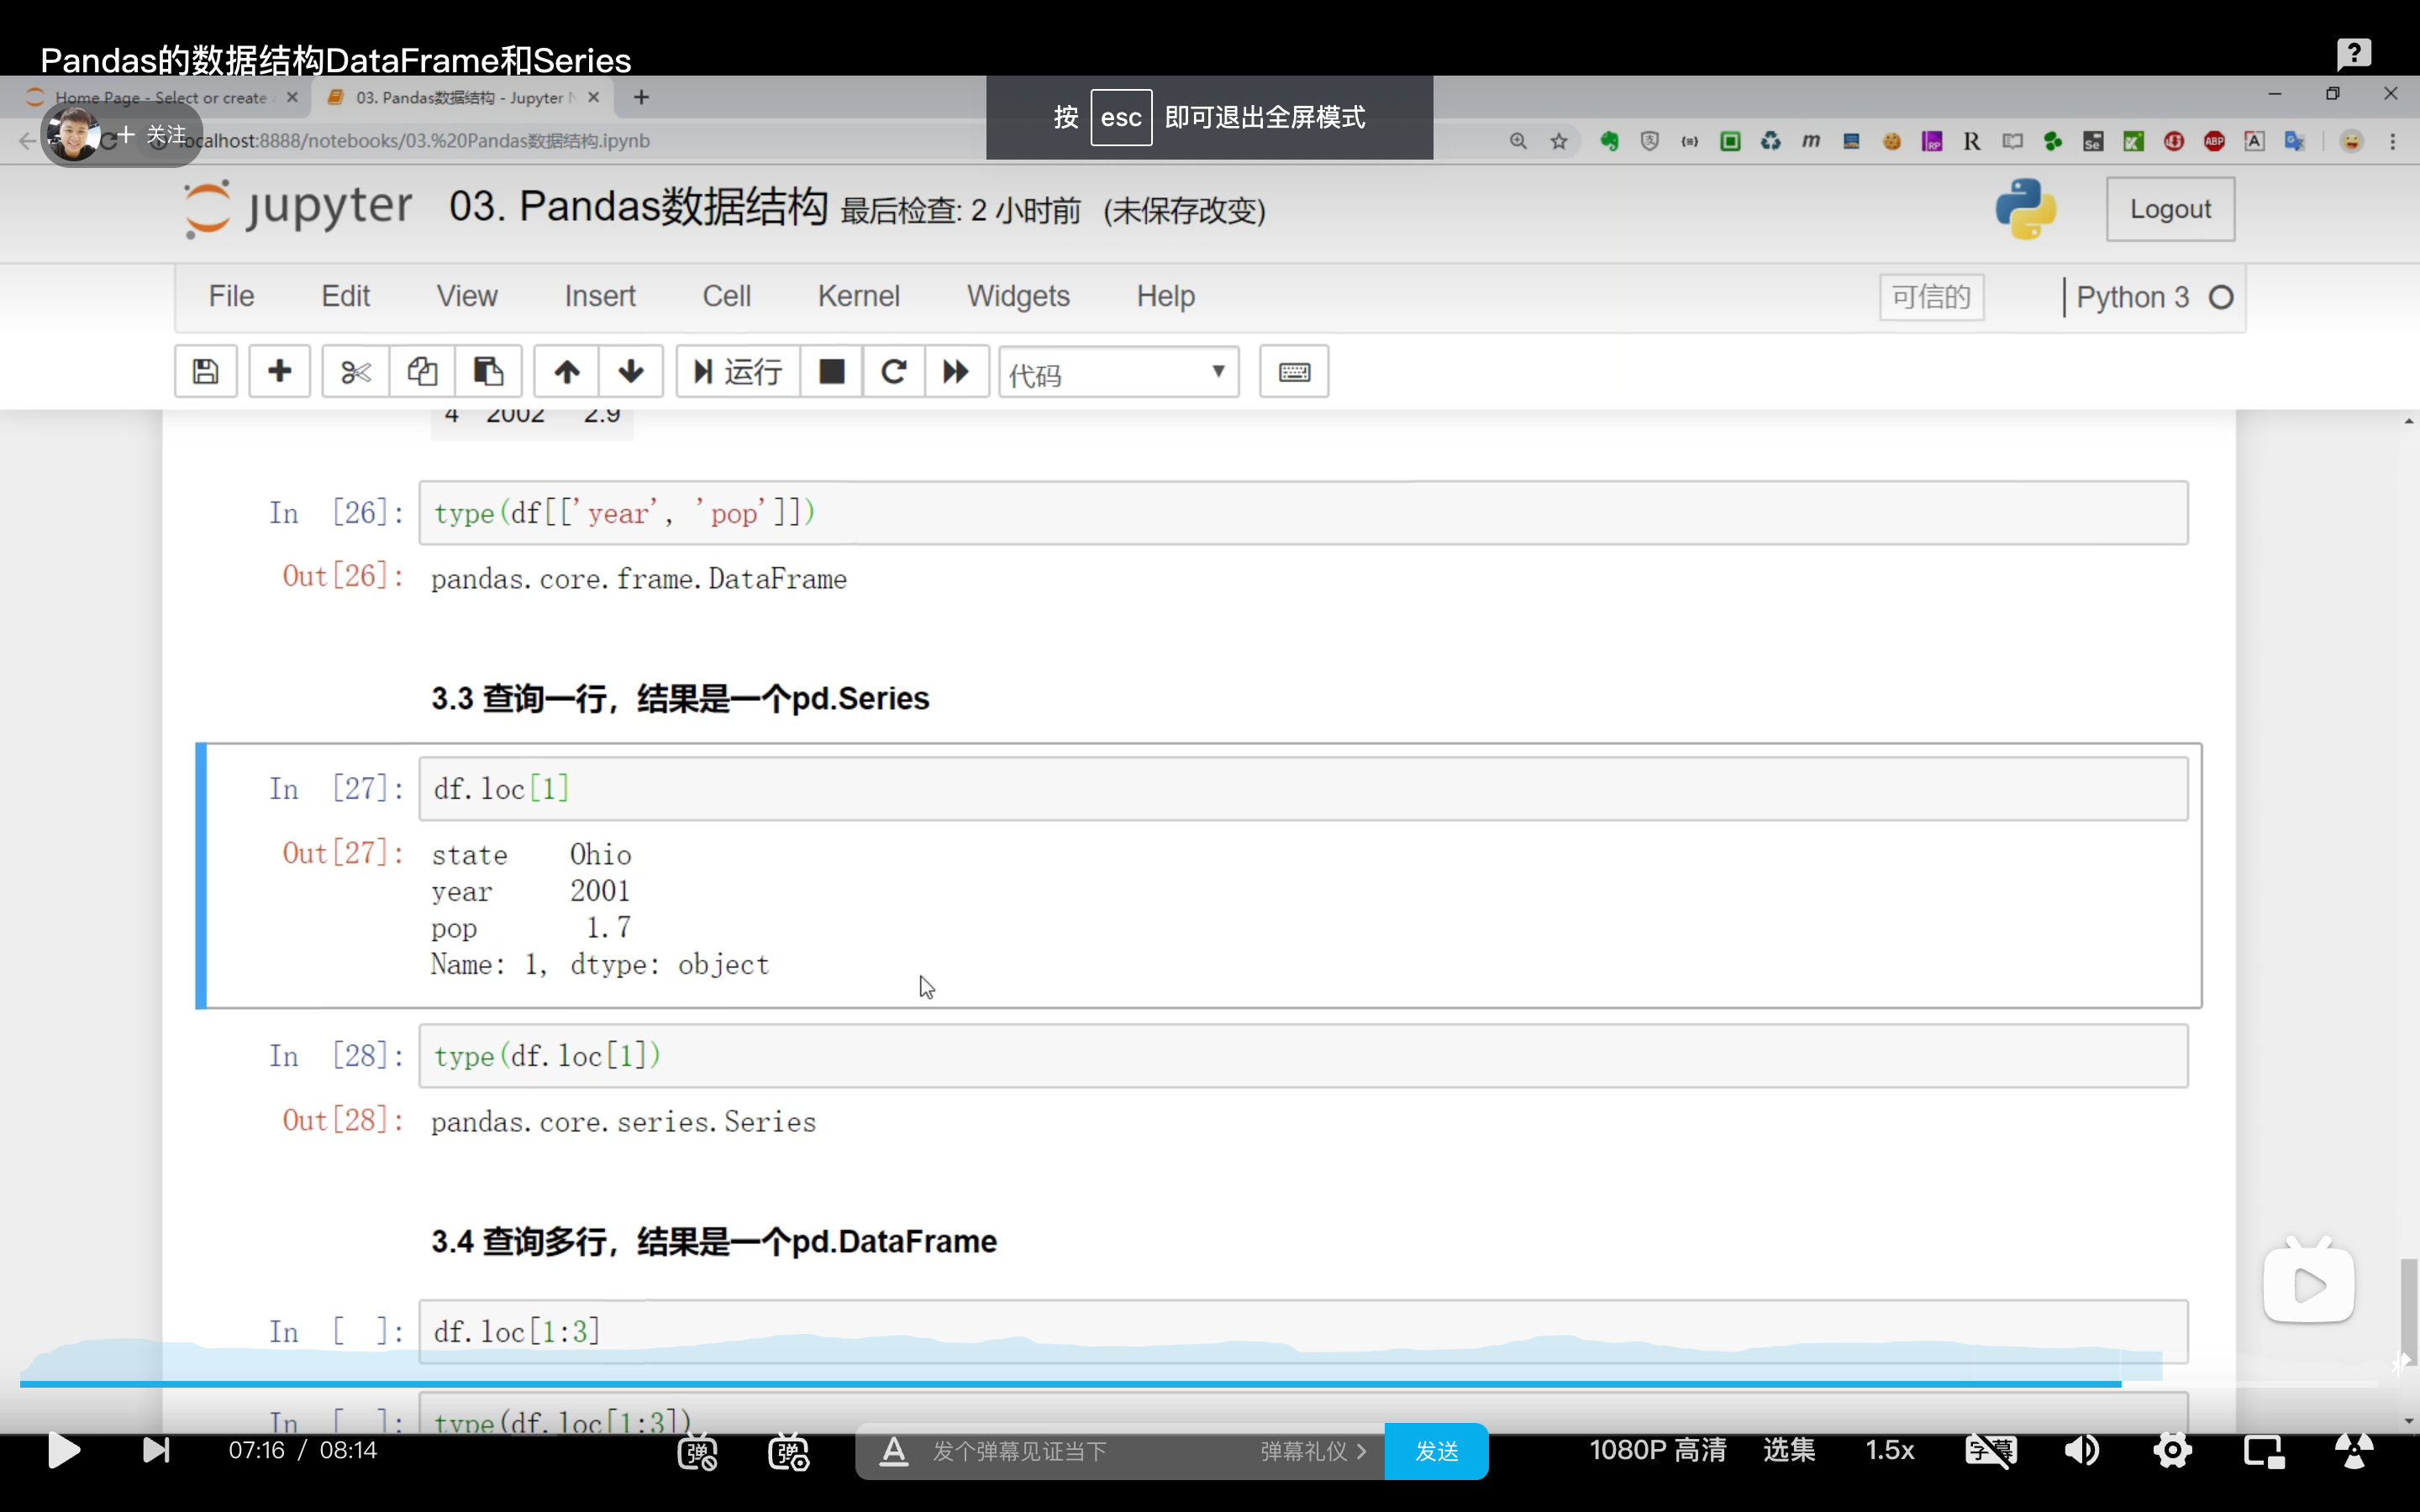 Pandas的数据结构DataFrame和Series
Home Page - Select or create
03. Pandas数据结构 - Jupyter N
按 esc 即可退出全屏模式
+ 关注
ocalhost:8888/notebooks/03.%20Pandas数据结构.ipynb
jupyter 03. Pandas数据结构 最后检查: 2 小时前 (未保存改变)
Logout
File Edit View Insert Cell Kernel Widgets Help
可信的
Python 3
运行
代码
4 2002 2.9
In [26]: type(df[['year', 'pop']])
Out[26]: pandas.core.frame.DataFrame
3.3 查询一行，结果是一个pd.Series
In [27]: df.loc[1]
Out[27]: state Ohio
year 2001
pop 1.7
Name: 1, dtype: object
In [28]: type(df.loc[1])
Out[28]: pandas.core.series.Series
3.4 查询多行，结果是一个pd.DataFrame
In [ ]: df.loc[1:3]
In [ ]: type(df.loc[1:3])
07:16 / 08:14
弹
弹
A 发个弹幕见证当下
弹幕礼仪 >
发送
1080P 高清
选集
1.5x
字幕